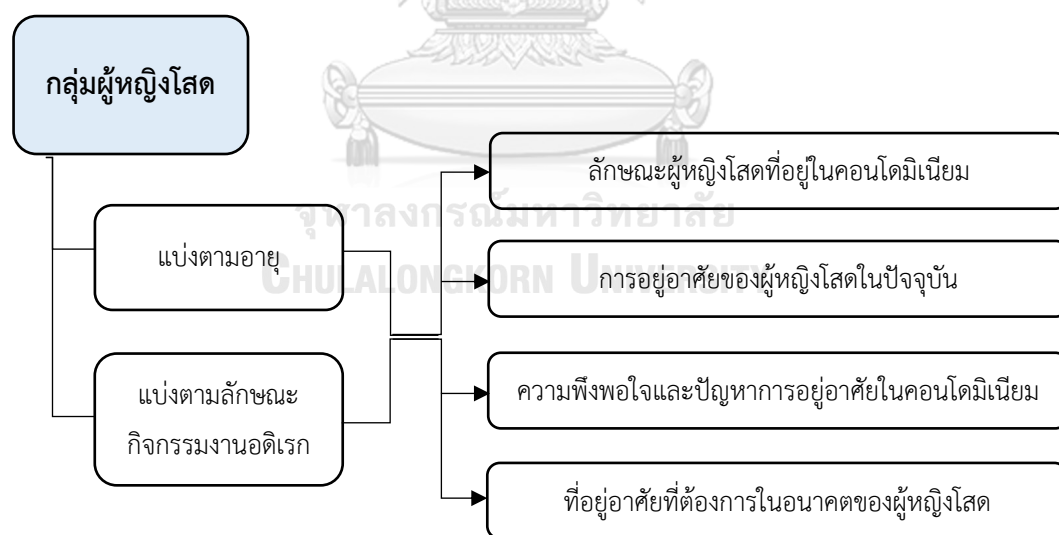 กลุ่มผู้หญิงโสด
ลักษณะผู้หญิงโสดที่อยู่ในคอนโดมิเนียม
จุฬาลงกรณ์มหาวิทยาลัย
แบ่งตามอายุ
CHULALONGKORN UNIVERSITY
การอยู่อาศัยของผู้หญิงโสดในปัจจุบัน
แบ่งตามลักษณะ
กิจกรรมงานอดิเรก
ความพึงพอใจและปัญหาการอยู่อาศัยในคอนโดมิเนียม
ที่อยู่อาศัยที่ต้องการในอนาคตของผู้หญิงโสด